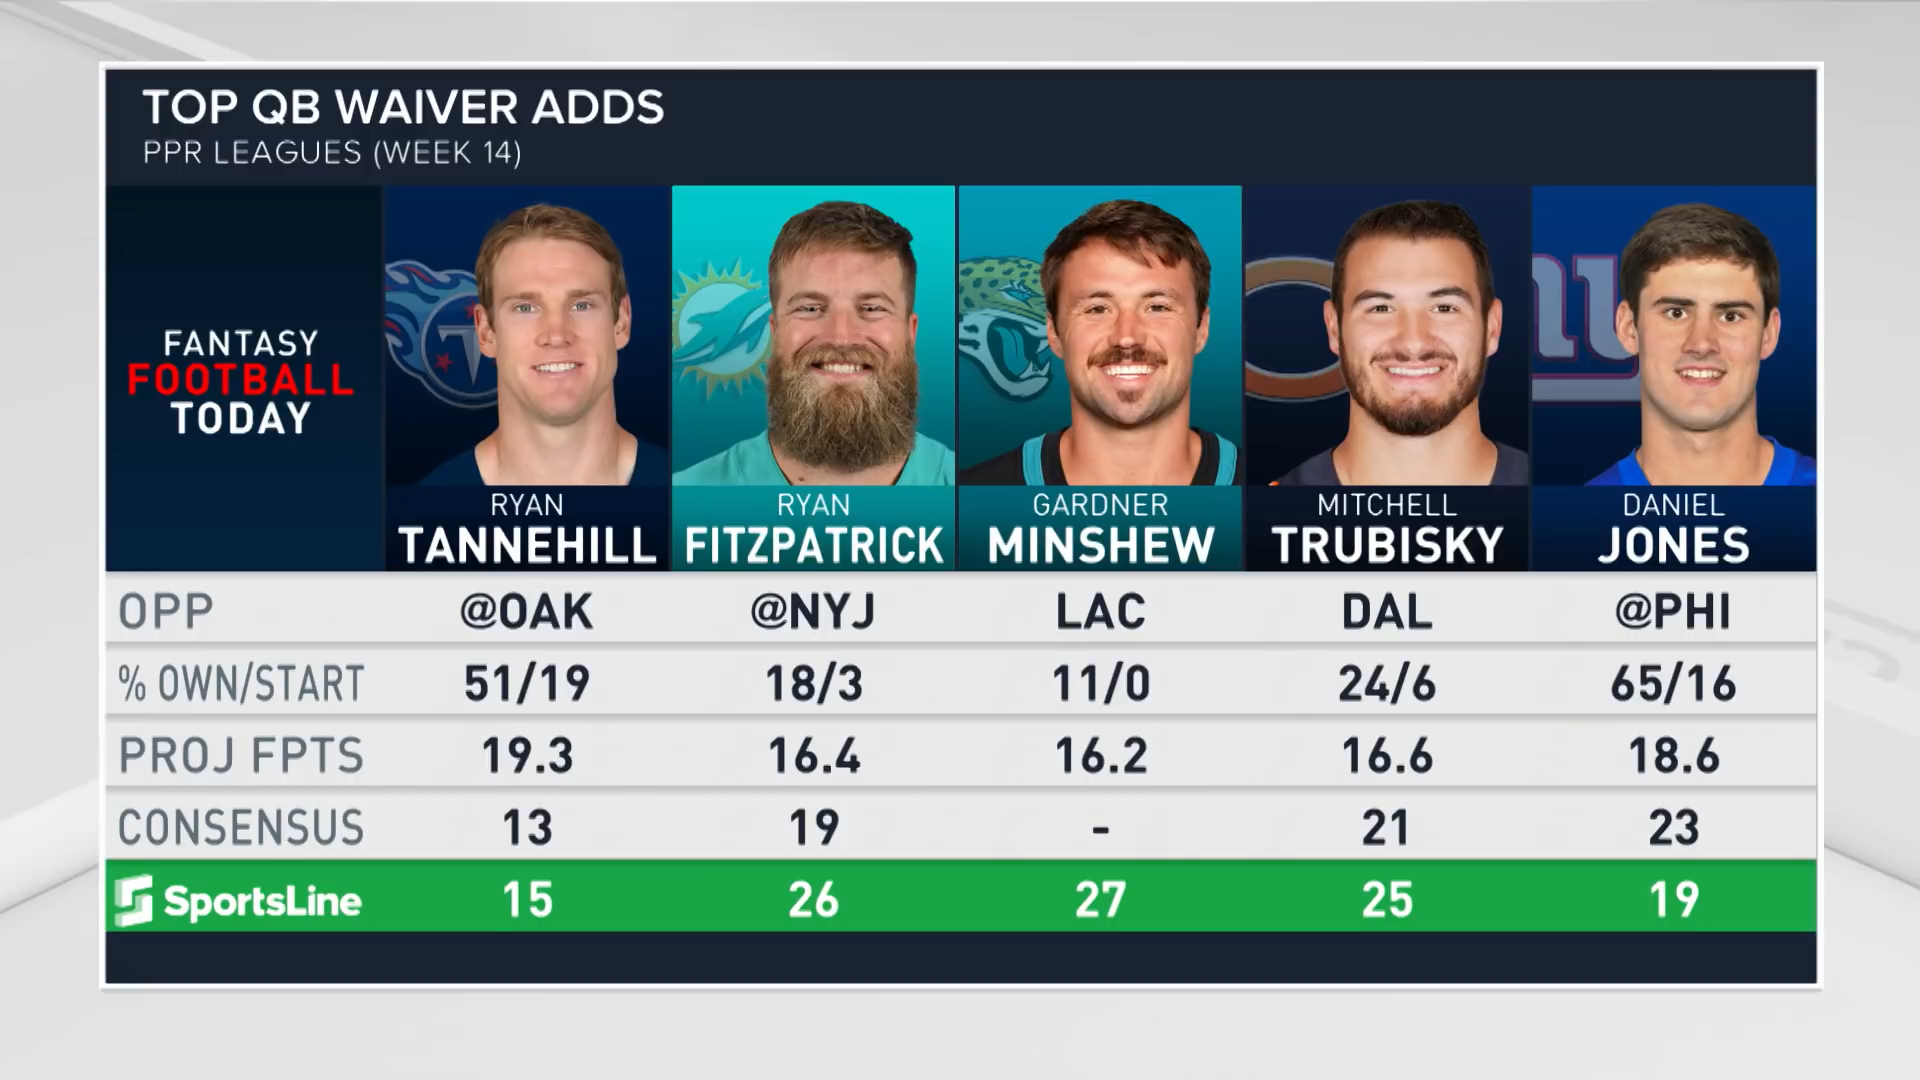 TOP QB WAIVER ADDS
PPR LEAGUES (WEEK 14)
FANTASY
FOOTBALL
TODAY
RYAN
TANNEHILL
RYAN
FITZPATRICK
GARDNER
MINSHEW
MITCHELL
TRUBISKY
DANIEL
JONES
OPP @OAK @NYJ LAC DAL @PHI
% OWN/START 51/19 18/3 11/0 24/6 65/16
PROJ FPTS 19.3 16.4 16.2 16.6 18.6
CONSENSUS 13 19 - 21 23
SportsLine 15 26 27 25 19